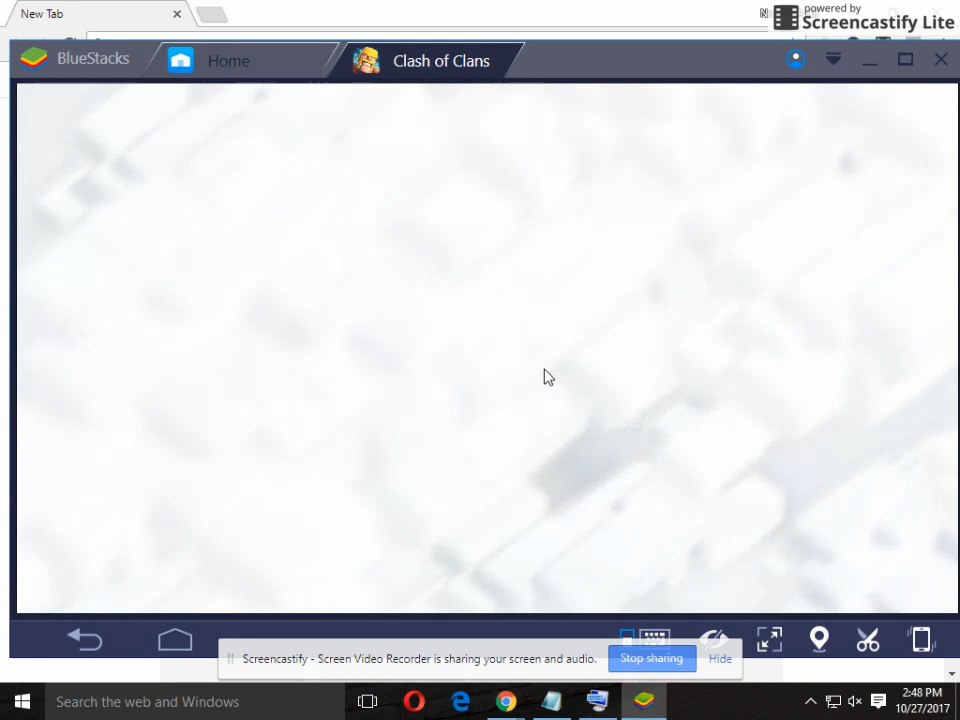 New Tab
powered by
Screencastify Lite
BlueStacks
Home
Clash of Clans
Screencastify - Screen Video Recorder is sharing your screen and audio.
Stop sharing
Hide
Search the web and Windows
2:48 PM
10/27/2017